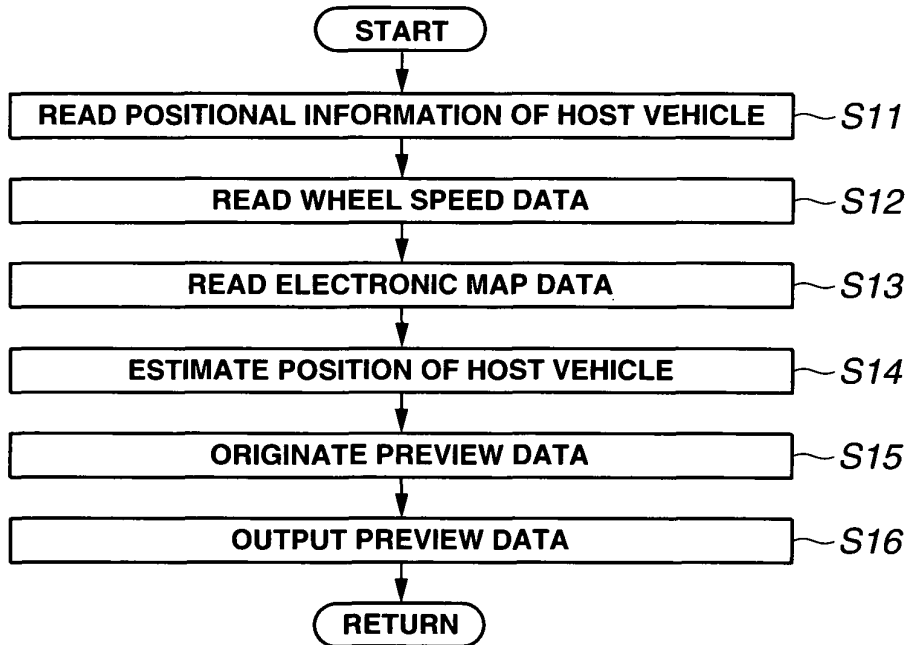 START
READ POSITIONAL INFORMATION OF HOST VEHICLE S11
READ WHEEL SPEED DATA S12
READ ELECTRONIC MAP DATA S13
ESTIMATE POSITION OF HOST VEHICLE S14
ORIGINATE PREVIEW DATA S15
OUTPUT PREVIEW DATA S16
RETURN